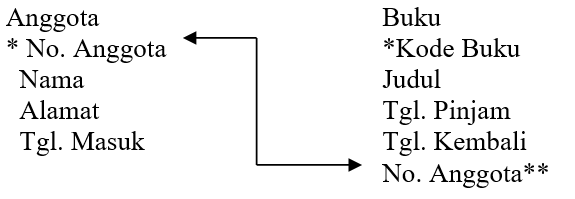 Anggota
* No. Anggota
Nama
Alamat
Tgl. Masuk
Buku
*Kode Buku
Judul
Tgl. Pinjam
Tgl. Kembali
No. Anggota**